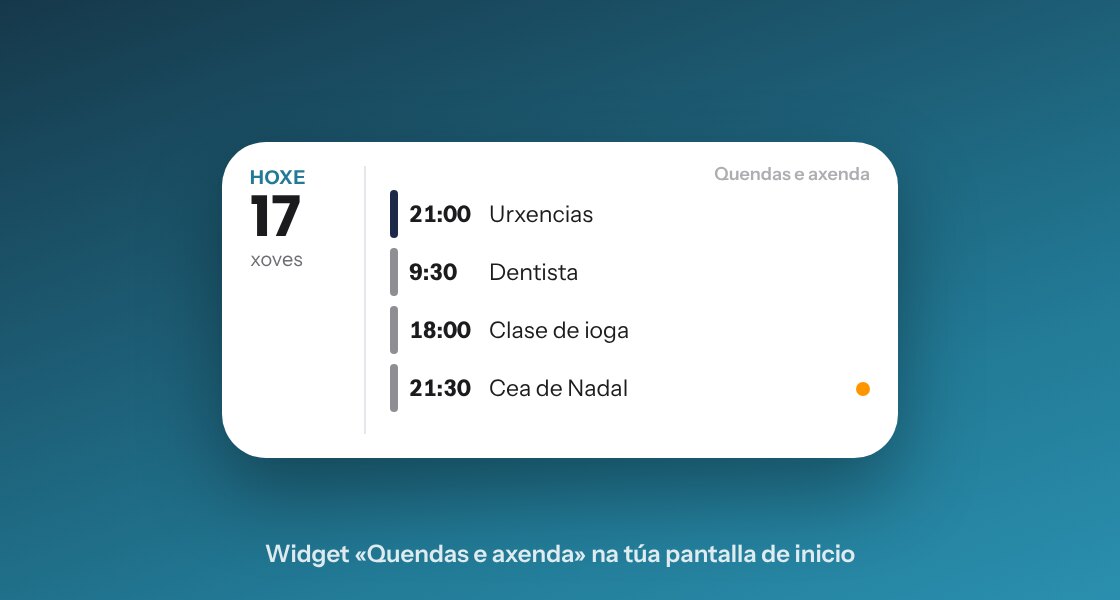 HOXE
17
xoves
Quendas e axenda
21:00 Urxencias
9:30 Dentista
18:00 Clase de ioga
21:30 Cea de Nadal
Widget «Quendas e axenda» na túa pantalla de inicio